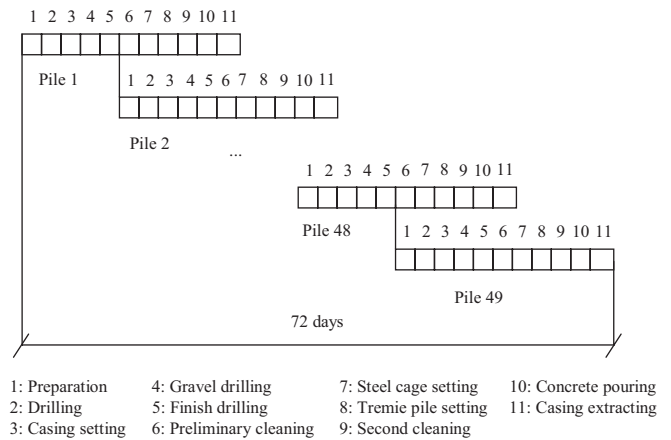 1 2 3 4 5 6 7 8 9 10 11
Pile 1
1 2 3 4 5 6 7 8 9 10 11
Pile 2
...
1 2 3 4 5 6 7 8 9 10 11
Pile 48
1 2 3 4 5 6 7 8 9 10 11
Pile 49
72 days
1: Preparation 4: Gravel drilling 7: Steel cage setting 10: Concrete pouring
2: Drilling 5: Finish drilling 8: Tremie pile setting 11: Casing extracting
3: Casing setting 6: Preliminary cleaning 9: Second cleaning